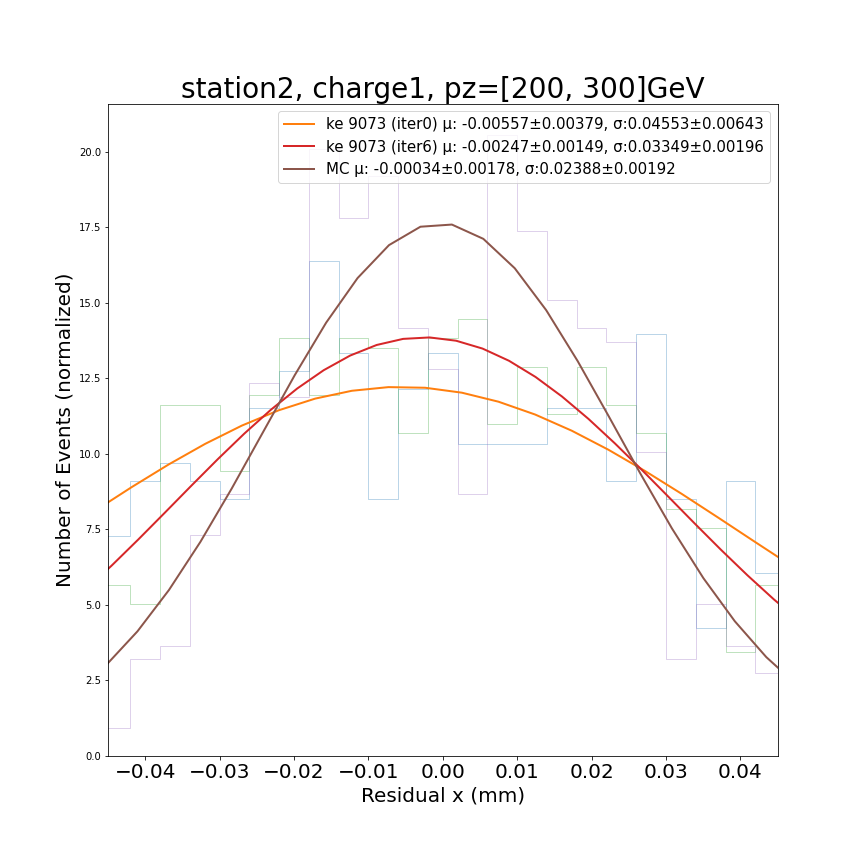 station2, charge1, pz=[200, 300]GeV
ke 9073 (iter0) μ: -0.00557±0.00379, σ:0.04553±0.00643
ke 9073 (iter6) μ: -0.00247±0.00149, σ:0.03349±0.00196
MC μ: -0.00034±0.00178, σ:0.02388±0.00192
Number of Events (normalized)
20.0
17.5
15.0
12.5
10.0
7.5
5.0
2.5
0.0
−0.04 −0.03 −0.02 −0.01 0.00 0.01 0.02 0.03 0.04
Residual x (mm)